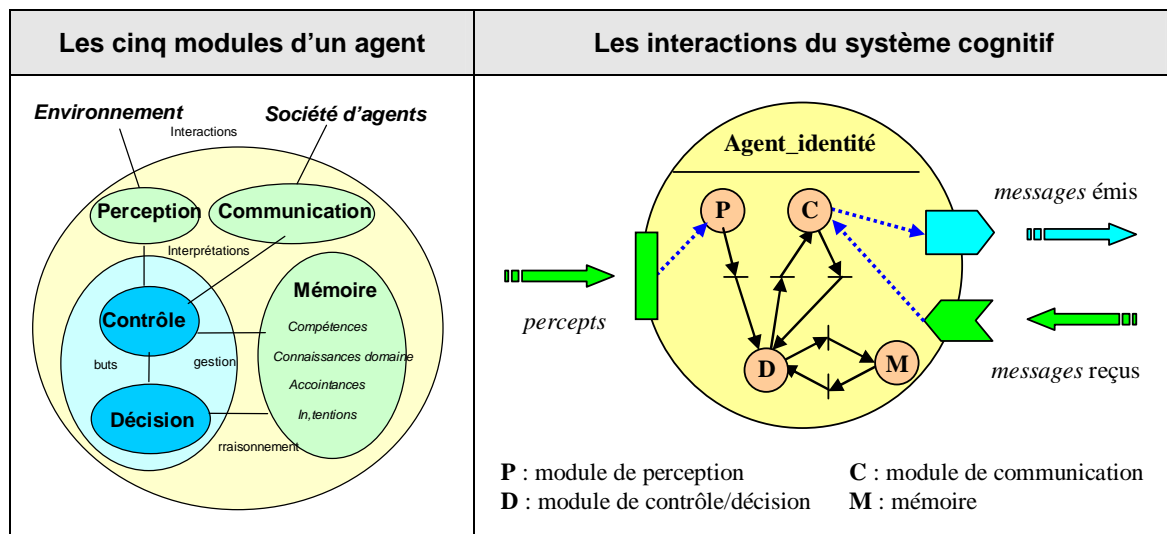 Les cinq modules d'un agent
Les interactions du système cognitif
Environnement
Société d'agents
Interactions
Perception
Communication
Interprétations
Mémoire
Contrôle
Compétences
Connaissances domaine
buts
gestion
Accointances
In,tentions
Décision
rraisonnement
Agent_identité
P
C
messages émis
percepts
D
M
messages reçus
P : module de perception
C : module de communication
D : module de contrôle/décision
M : mémoire